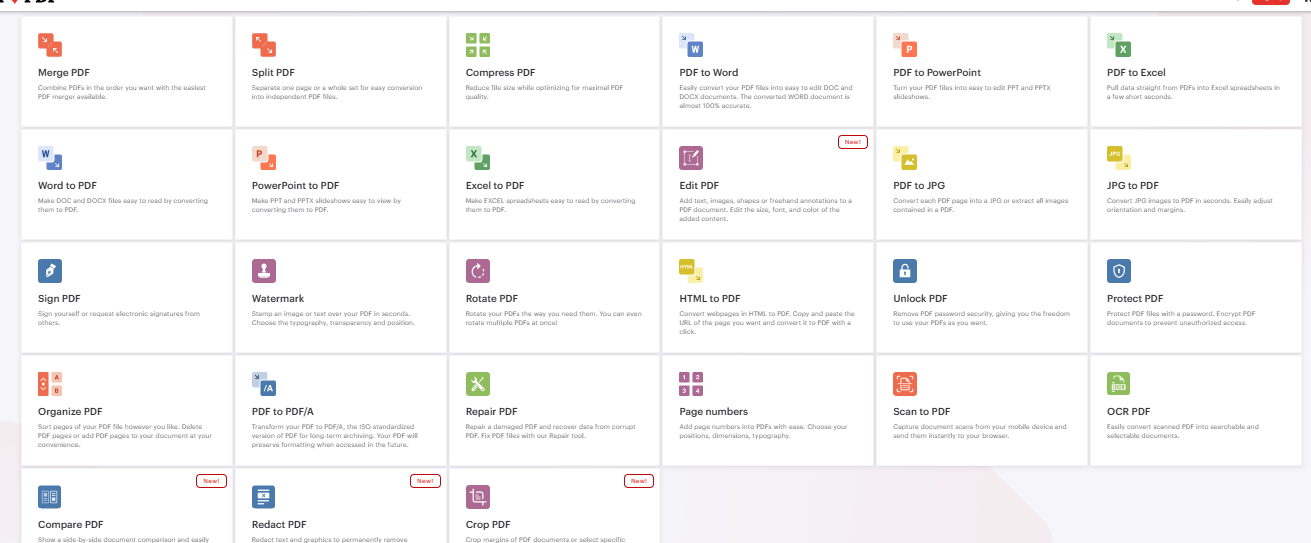 Merge PDF
Combine PDFs in the order you want with the easiest
PDF merger available.
Split PDF
Separate one page or a whole set for easy conversion
into independent PDF files.
Compress PDF
Reduce file size while optimizing for maximal PDF
quality.
W
PDF to Word
Easily convert your PDF files into easy to edit DOC and
DOCX documents. The converted WORD document is
almost 100% accurate.
P
PDF to PowerPoint
Turn your PDF files into easy to edit PPT and PPTX
slideshows.
X
PDF to Excel
Pull data straight from PDFs into Excel spreadsheets in
a few short seconds.
W
Word to PDF
Make DOC and DOCX files easy to read by converting
them to PDF.
P
PowerPoint to PDF
Make PPT and PPTX slideshows easy to view by
converting them to PDF.
X
Excel to PDF
Make EXCEL spreadsheets easy to read by converting
them to PDF.
New!
Edit PDF
Add text, images, shapes or freehand annotations to a
PDF document. Edit the size, font, and color of the
added content.
PDF to JPG
Convert each PDF page into a JPG or extract all images
contained in a PDF.
JPG
JPG to PDF
Convert JPG images to PDF in seconds. Easily adjust
orientation and margins.
Sign PDF
Sign yourself or request electronic signatures from
others.
Watermark
Stamp an image or text over your PDF in seconds.
Choose the typography, transparency and position.
Rotate PDF
Rotate your PDFs the way you need them. You can even
rotate multiple PDFs at once!
HTML
HTML to PDF
Convert webpages in HTML to PDF. Copy and paste the
URL of the page you want and convert it to PDF with a
click.
Unlock PDF
Remove PDF password security, giving you the freedom
to use your PDFs as you want.
Protect PDF
Protect PDF files with a password. Encrypt PDF
documents to prevent unauthorized access.
A
B
Organize PDF
Sort pages of your PDF file however you like. Delete
PDF pages or add PDF pages to your document at your
convenience.
/A
PDF to PDF/A
Transform your PDF to PDF/A, the ISO-standardized
version of PDF for long-term archiving. Your PDF will
preserve formatting when accessed in the future.
Repair PDF
Repair a damaged PDF and recover data from corrupt
PDF. Fix PDF files with our Repair tool.
1 2
3 4
Page numbers
Add page numbers into PDFs with ease. Choose your
positions, dimensions, typography.
Scan to PDF
Capture document scans from your mobile device and
send them instantly to your browser.
OCR
OCR PDF
Easily convert scanned PDF into searchable and
selectable documents.
New!
Compare PDF
Show a side-by-side document comparison and easily
New!
Redact PDF
Redact text and graphics to permanently remove
New!
Crop PDF
Crop margins of PDF documents or select specific